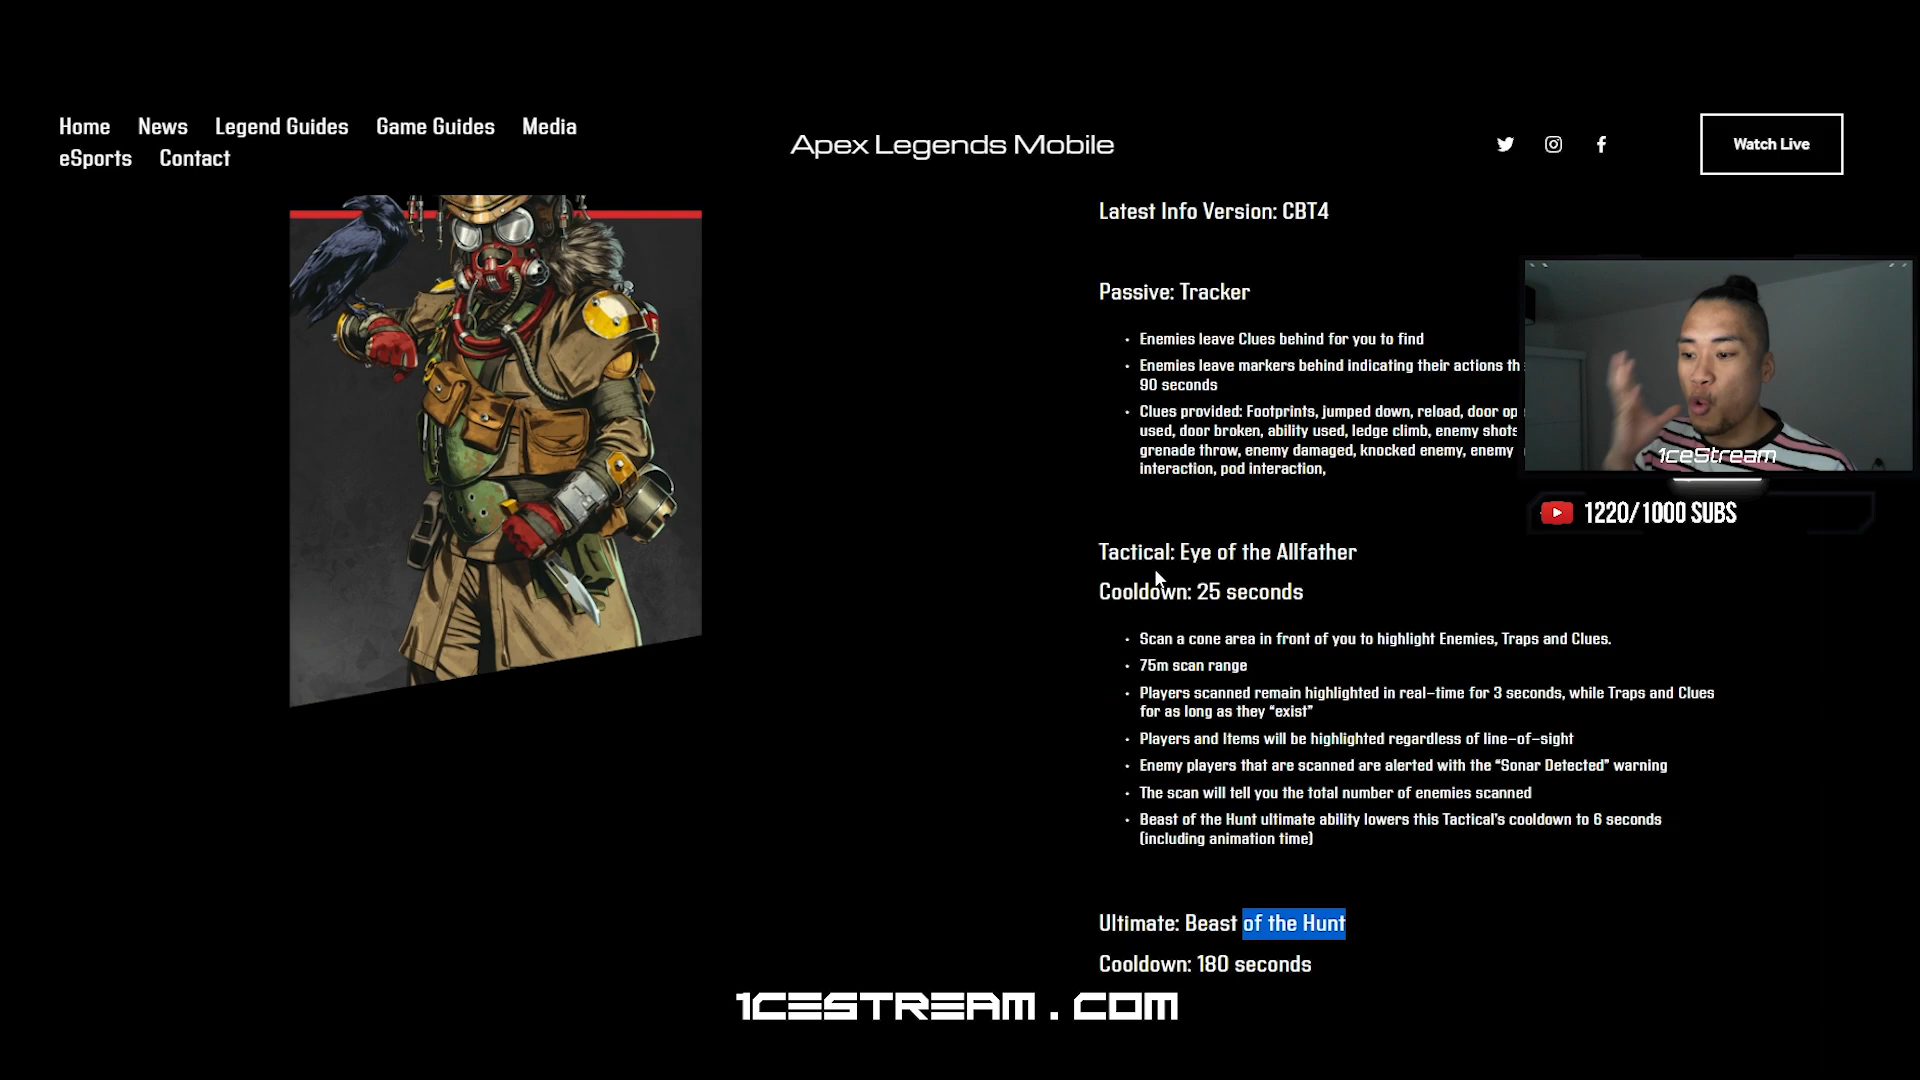 Home News Legend Guides Game Guides Media
eSports Contact
Apex Legends Mobile
Watch Live
Latest Info Version: CBT4
Passive: Tracker
• Enemies leave Clues behind for you to find
• Enemies leave markers behind indicating their actions
90 seconds
• Clues provided: Footprints, jumped down, reload, door
used, door broken, ability used, ledge climb, enemy shots
grenade throw, enemy damaged, knocked enemy, enemy
interaction, pod interaction,
1ceStream
1220/1000 SUBS
Tactical: Eye of the Allfather
Cooldown: 25 seconds
• Scan a cone area in front of you to highlight Enemies, Traps and Clues.
• 75m scan range
• Players scanned remain highlighted in real-time for 3 seconds, while Traps and Clues
for as long as they “exist”
• Players and Items will be highlighted regardless of line-of-sight
• Enemy players that are scanned are alerted with the “Sonar Detected” warning
• The scan will tell you the total number of enemies scanned
• Beast of the Hunt ultimate ability lowers this Tactical’s cooldown to 6 seconds
(including animation time)
Ultimate: Beast of the Hunt
Cooldown: 180 seconds
1CESTREAM.COM